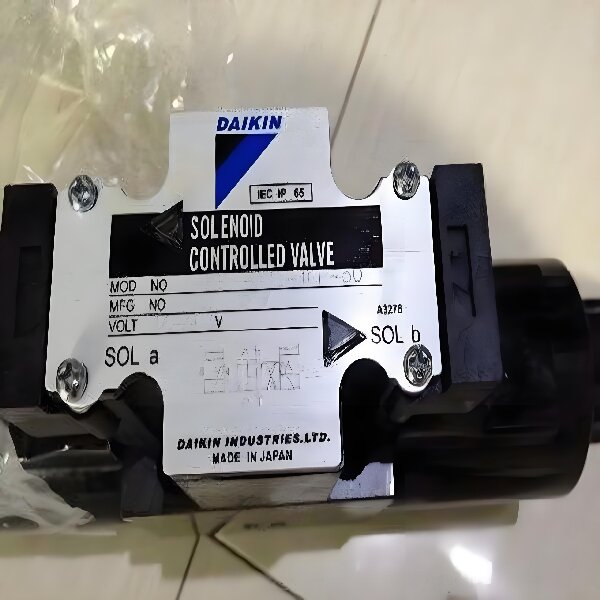 DAIKIN
IEC IP 65
SOLENOID
CONTROLLED VALVE
MOD NO
MFG NO
VOLT V
A3276
SOL a
SOL b
DAIKIN INDUSTRIES.LTD.
MADE IN JAPAN